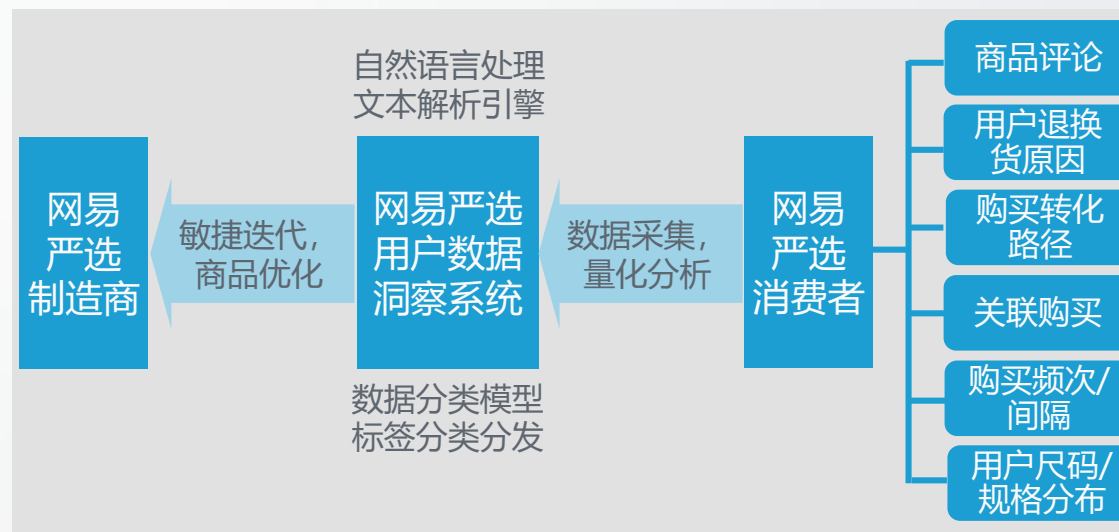 自然语言处理
文本解析引擎
网易
严选
制造商
敏捷迭代，
商品优化
网易严选
用户数据
洞察系统
数据采集，
量化分析
网易
严选
消费者
数据分类模型
标签分类分发
商品评论
用户退换
货原因
购买转化
路径
关联购买
购买频次/
间隔
用户尺码/
规格分布